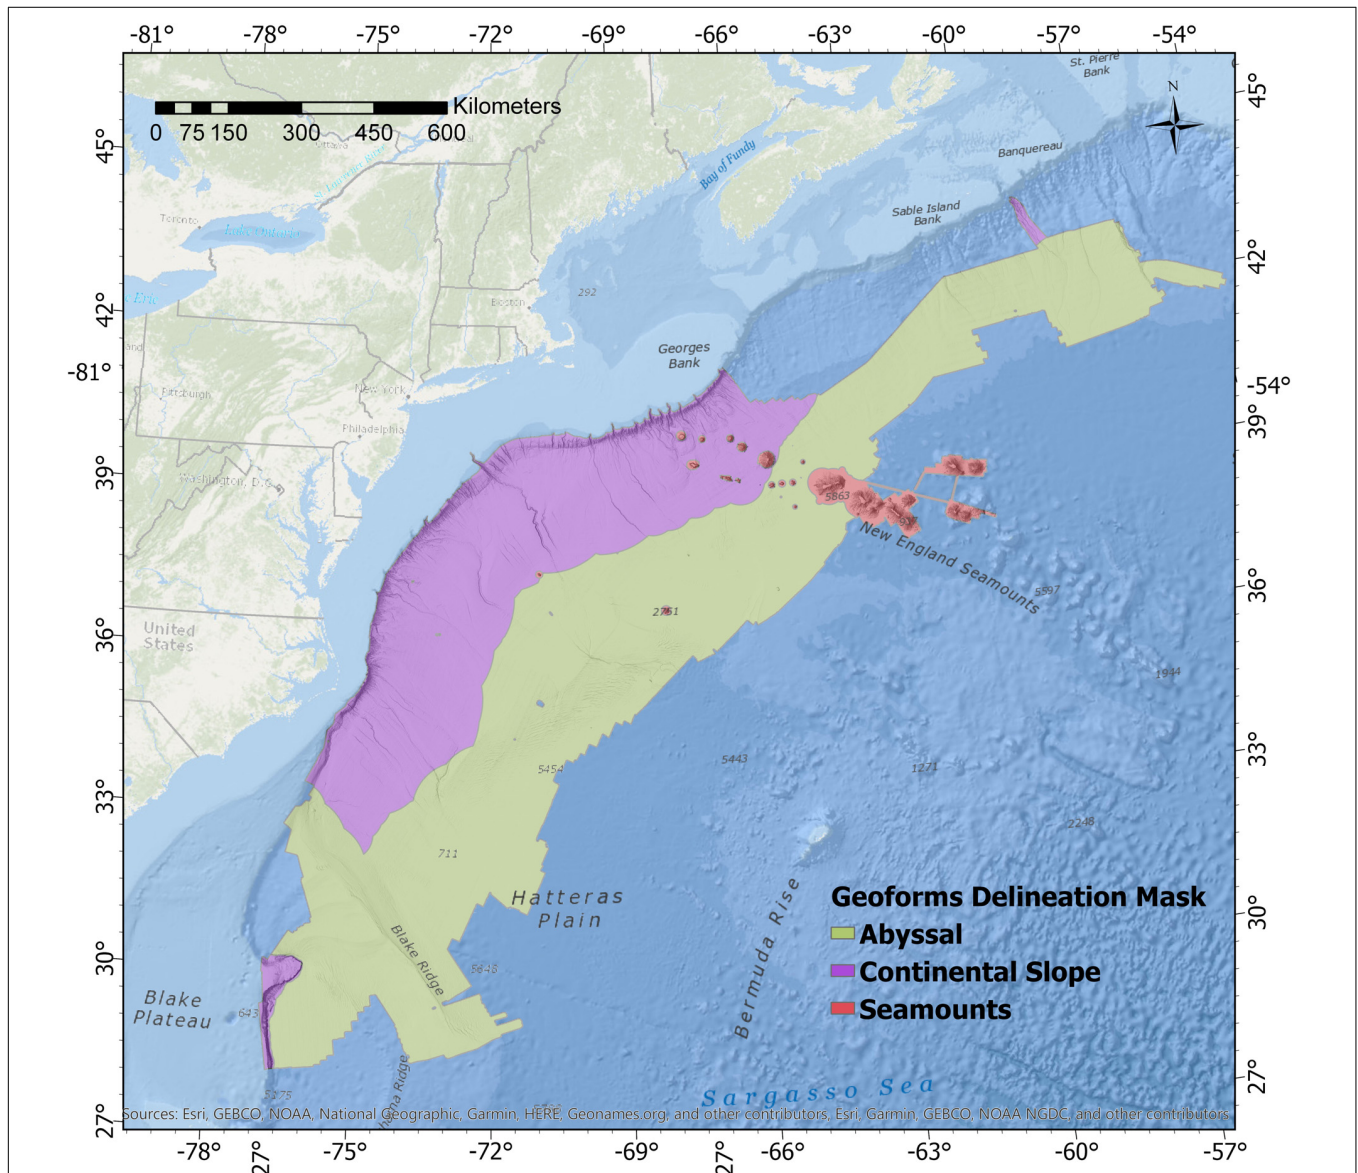 -81° -78° -75° -72° -69° -66° -63° -60° -57° -54°
St. Pierre
Bank
N
Kilometers
0 75 150 300 450 600
45°
45°
Banquereau
Bay of Fundy
St. Lawrence River
Sable Island
Bank
Toronto
Lake Ontario
42°
Erie
292
Boston
42°
Georges
Bank
-81°
-54°
New York
Pittsburgh
39°
Philadelphia
39°
Washington, D.C.
5863
New England Seamounts
5597
36°
36°
2751
United
States
1944
33°
5443
1271
5454
33°
2248
711
Hatteras
Plain
Bermuda Rise
Geoforms Delineation Mask
Abyssal
Continental Slope
Seamounts
30°
30°
Blake Ridge
5648
Blake
Plateau
643
27°
Sargasso Sea
Sources: Esri, GEBCO, NOAA, National Geographic, Garmin, HERE, Geonames.org, and other contributors, Esri, Garmin, GEBCO, NOAA NGDC, and other contributors
27°
-78° -75° -72° -69° -66° -63° -60° -57°
27°
27°